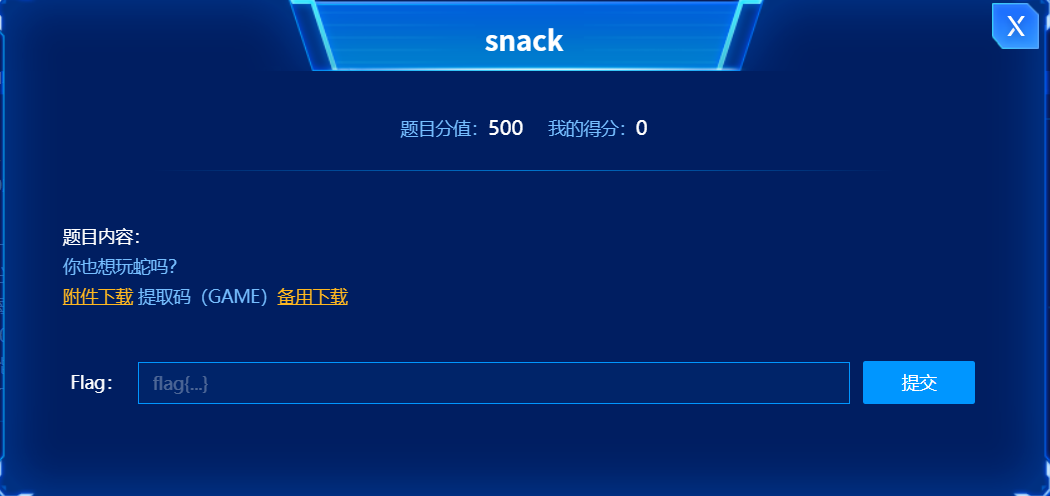 snack
X
题目分值：500 我的得分：0
题目内容：
你也想玩蛇吗？
附件下载 提取码（GAME）备用下载
Flag： flag{...} 提交